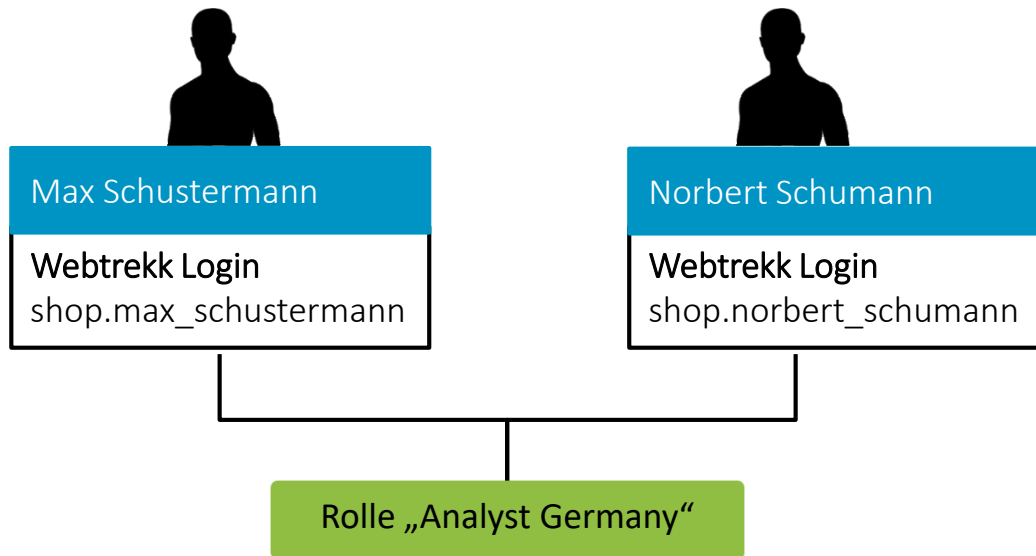 Max Schustermann
Webtrekk Login
shop.max_schustermann
Norbert Schumann
Webtrekk Login
shop.norbert_schumann
Rolle „Analyst Germany“